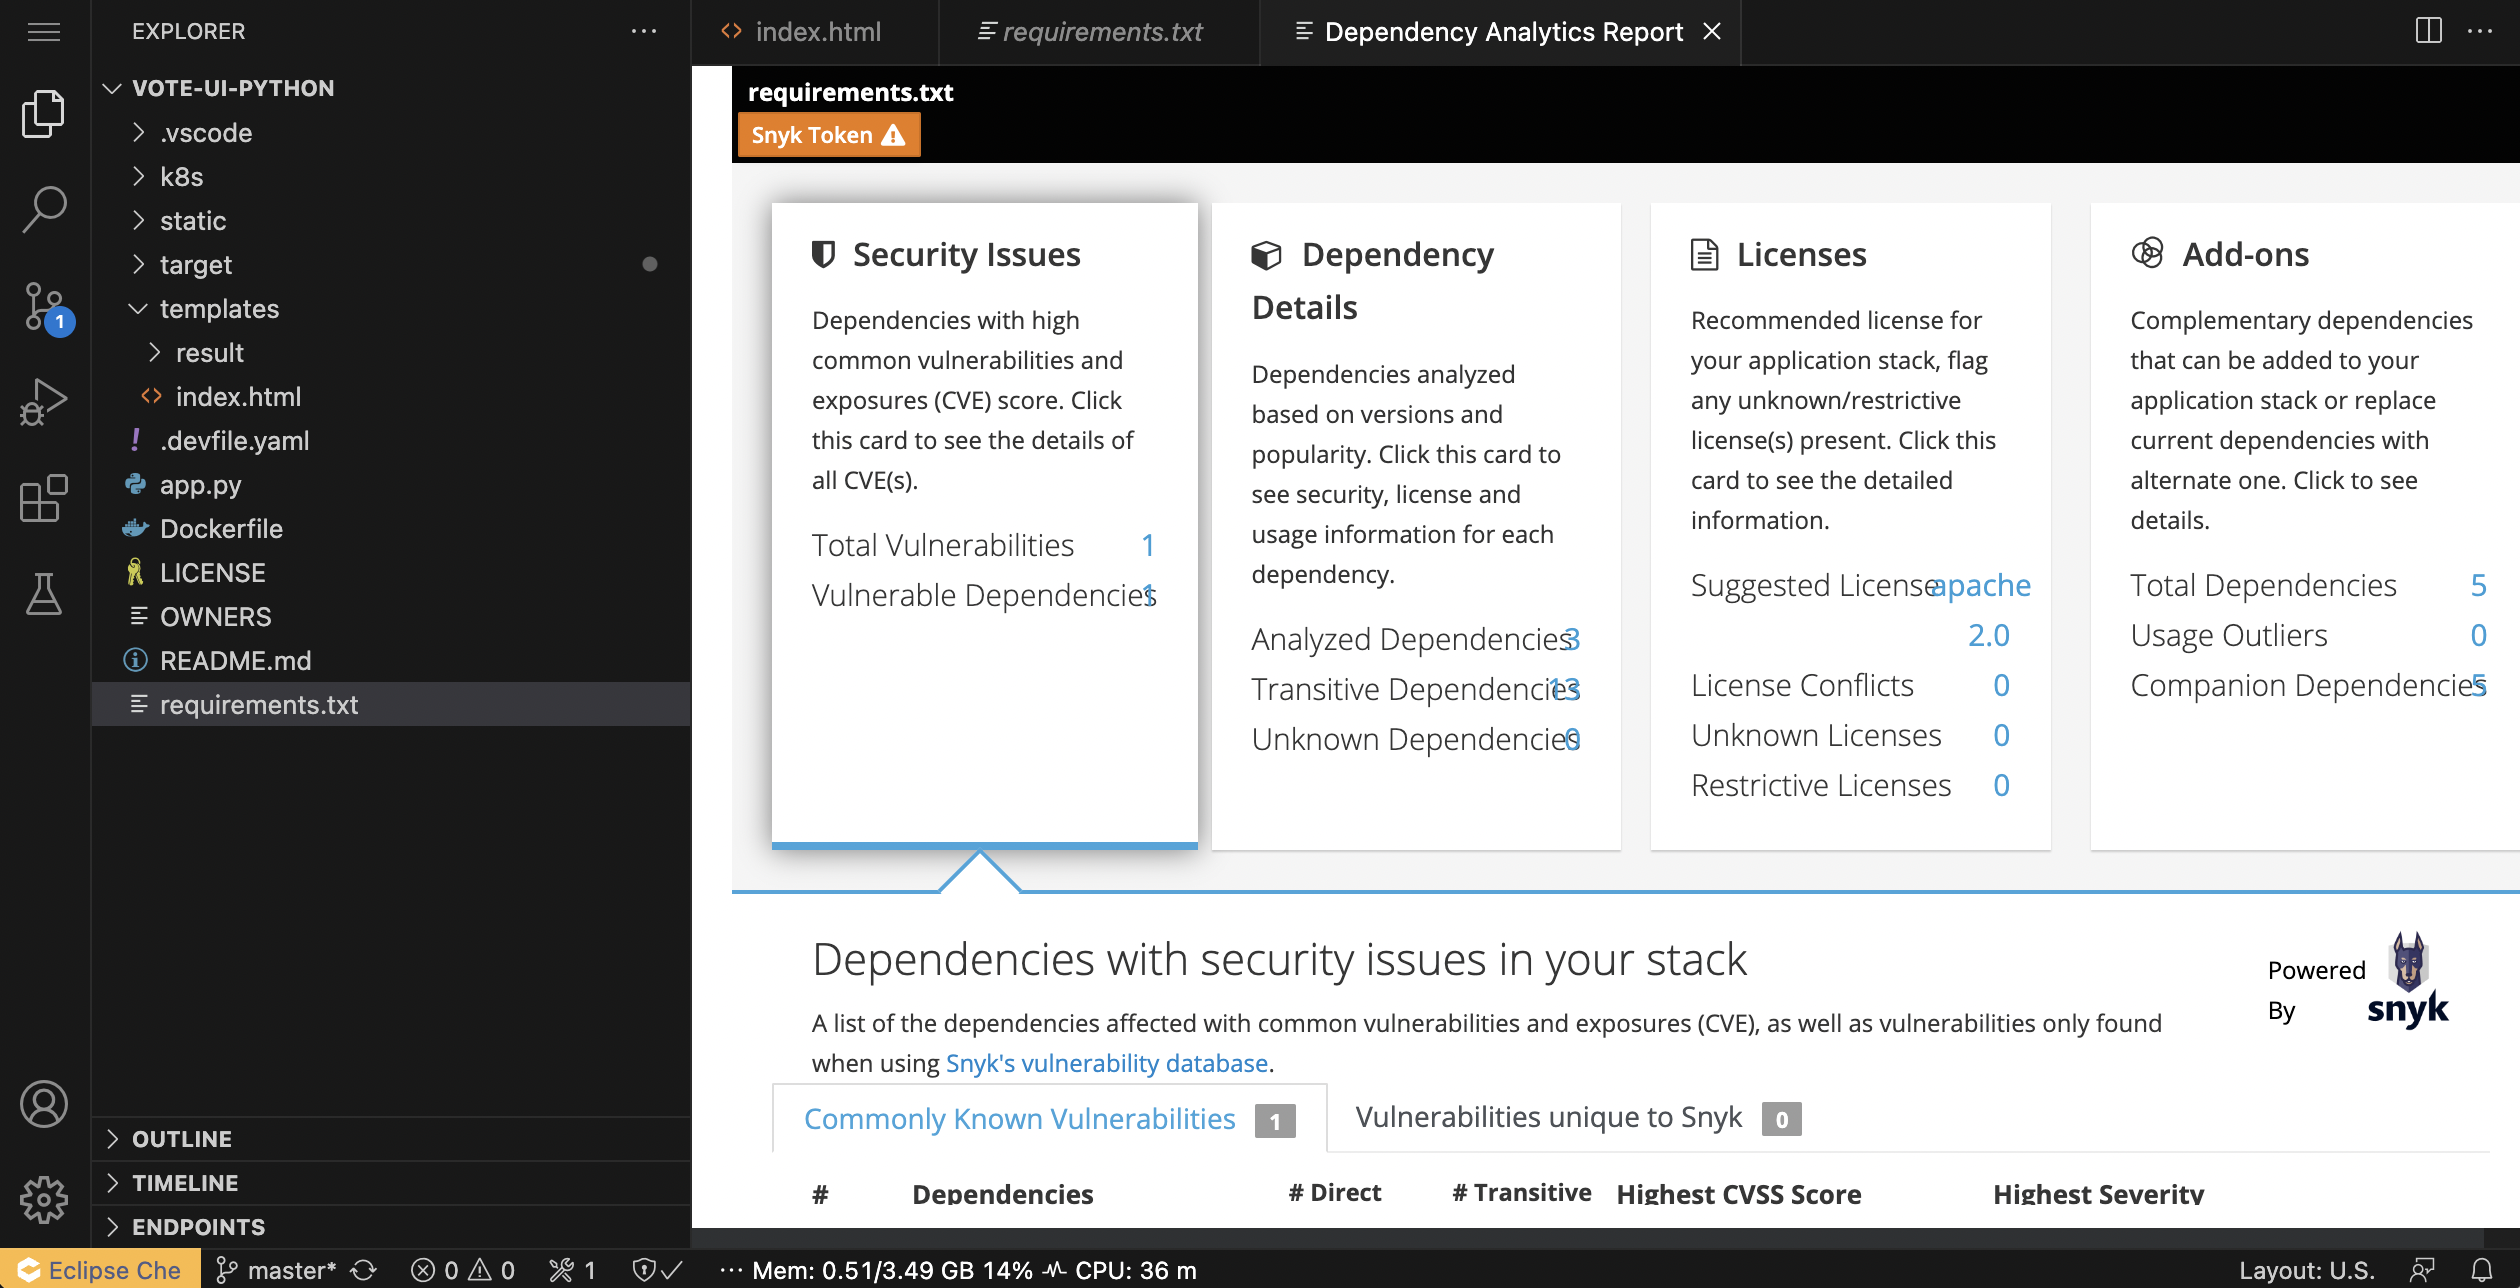 EXPLORER
VOTE-UI-PYTHON
.vscode
k8s
static
target
templates
result
index.html
.devfile.yaml
app.py
Dockerfile
LICENSE
OWNERS
README.md
requirements.txt
OUTLINE
TIMELINE
ENDPOINTS
1
index.html
requirements.txt
Dependency Analytics Report
requirements.txt
Snyk Token
Security Issues
Dependencies with high
common vulnerabilities and
exposures (CVE) score. Click
this card to see the details of
all CVE(s).
Total Vulnerabilities 1
Vulnerable Dependencies 1
Dependency
Details
Dependencies analyzed
based on versions and
popularity. Click this card to
see security, license and
usage information for each
dependency.
Analyzed Dependencies 3
Transitive Dependencies 13
Unknown Dependencies 0
Licenses
Recommended license for
your application stack, flag
any unknown/restrictive
license(s) present. Click this
card to see the detailed
information.
Suggested License apache
2.0
License Conflicts 0
Unknown Licenses 0
Restrictive Licenses 0
Add-ons
Complementary dependencies
that can be added to your
application stack or replace
current dependencies with
alternate one. Click to see
details.
Total Dependencies 5
Usage Outliers 0
Companion Dependencies 5
Dependencies with security issues in your stack
A list of the dependencies affected with common vulnerabilities and exposures (CVE), as well as vulnerabilities only found
when using Snyk's vulnerability database.
Powered
By
snyk
Commonly Known Vulnerabilities 1
Vulnerabilities unique to Snyk 0
# Dependencies # Direct # Transitive Highest CVSS Score Highest Severity
Eclipse Che master* 0 0 1 Mem: 0.51/3.49 GB 14% CPU: 36 m Layout: U.S.